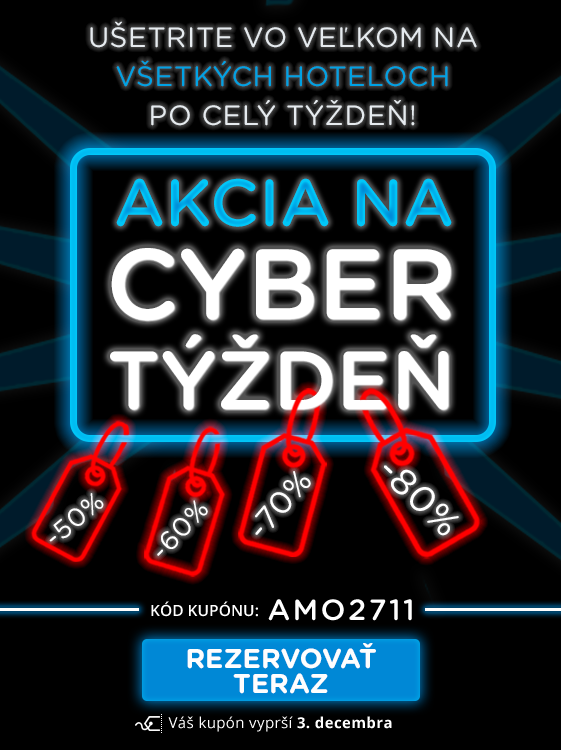 UŠETRITE VO VEĽKOM NA
VŠETKÝCH HOTELOCH
PO CELÝ TÝŽDEŇ!
AKCIA NA
CYBER
TÝŽDEŇ
-50%
-60%
-70%
-80%
KÓD KUPÓNU: AMO2711
REZERVOVAŤ
TERAZ
Váš kupón vyprší 3. decembra